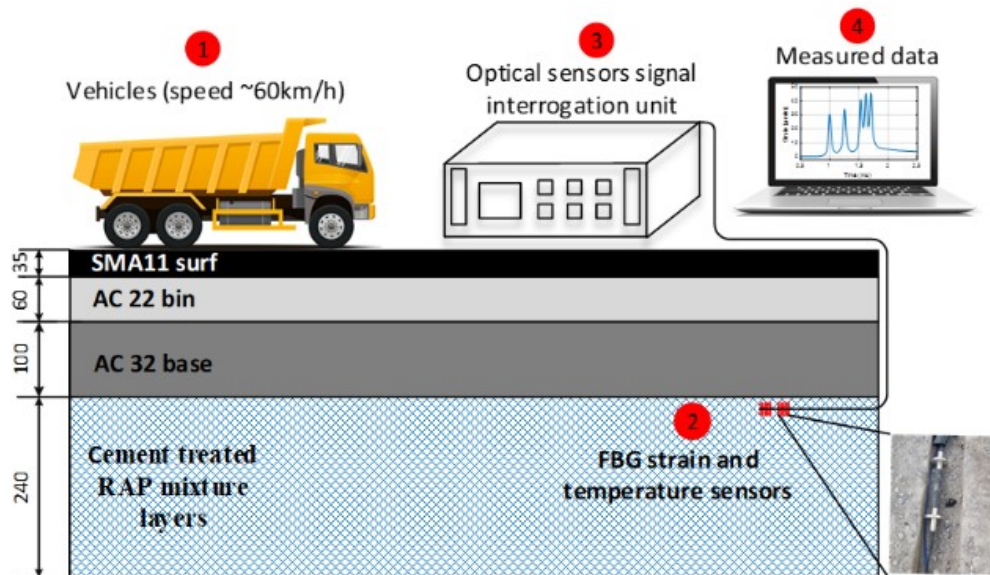 1
Vehicles (speed ~60km/h)
3
Optical sensors signal
interrogation unit
4
Measured data
35
SMA11 surf
60
AC 22 bin
100
AC 32 base
240
Cement treated
RAP mixture
layers
2
FBG strain and
temperature sensors